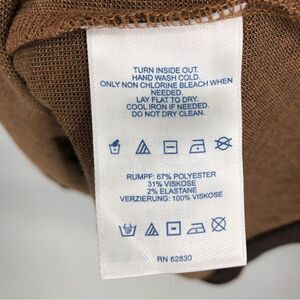 TURN INSIDE OUT.
HAND WASH COLD.
ONLY NON CHLORINE BLEACH WHEN
NEEDED.
LAY FLAT TO DRY.
COOL IRON IF NEEDED.
DO NOT DRY CLEAN.
RUMPF: 67% POLYESTER
31% VISKOSE
2% ELASTANE
VERZIERUNG: 100% VISKOSE
RN 62830